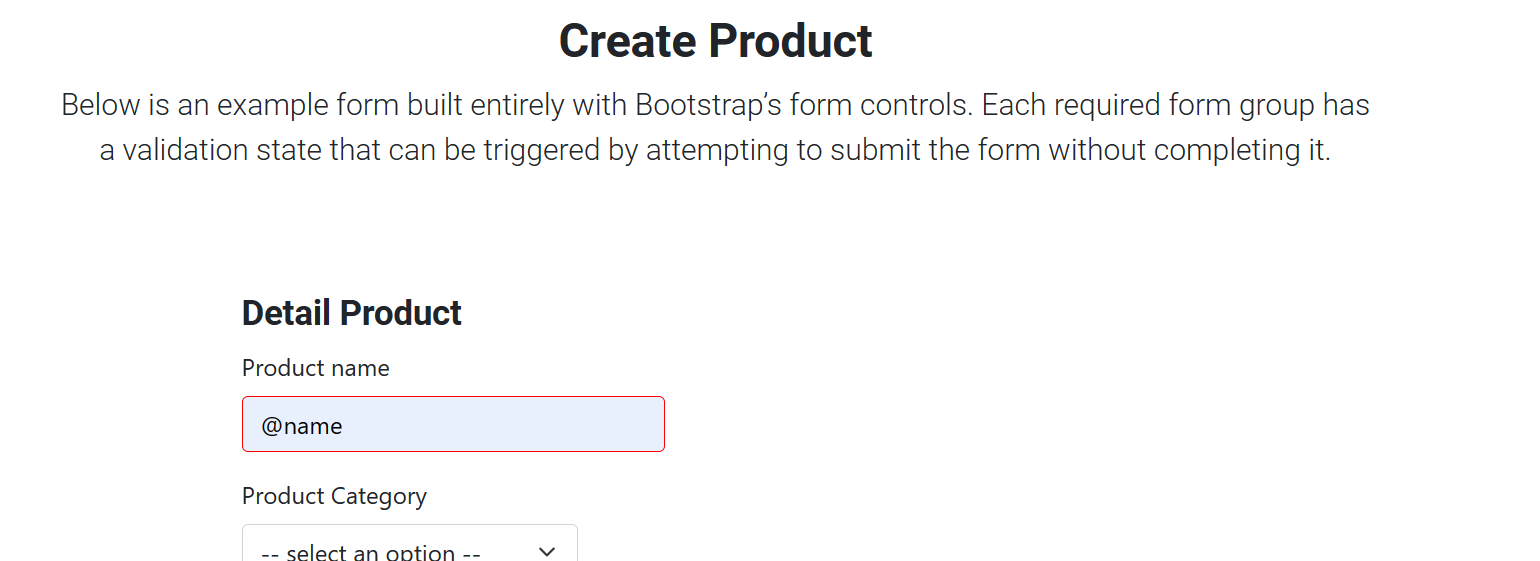 Create Product
Below is an example form built entirely with Bootstrap’s form controls. Each required form group has
a validation state that can be triggered by attempting to submit the form without completing it.
Detail Product
Product name
@name
Product Category
-- select an option --